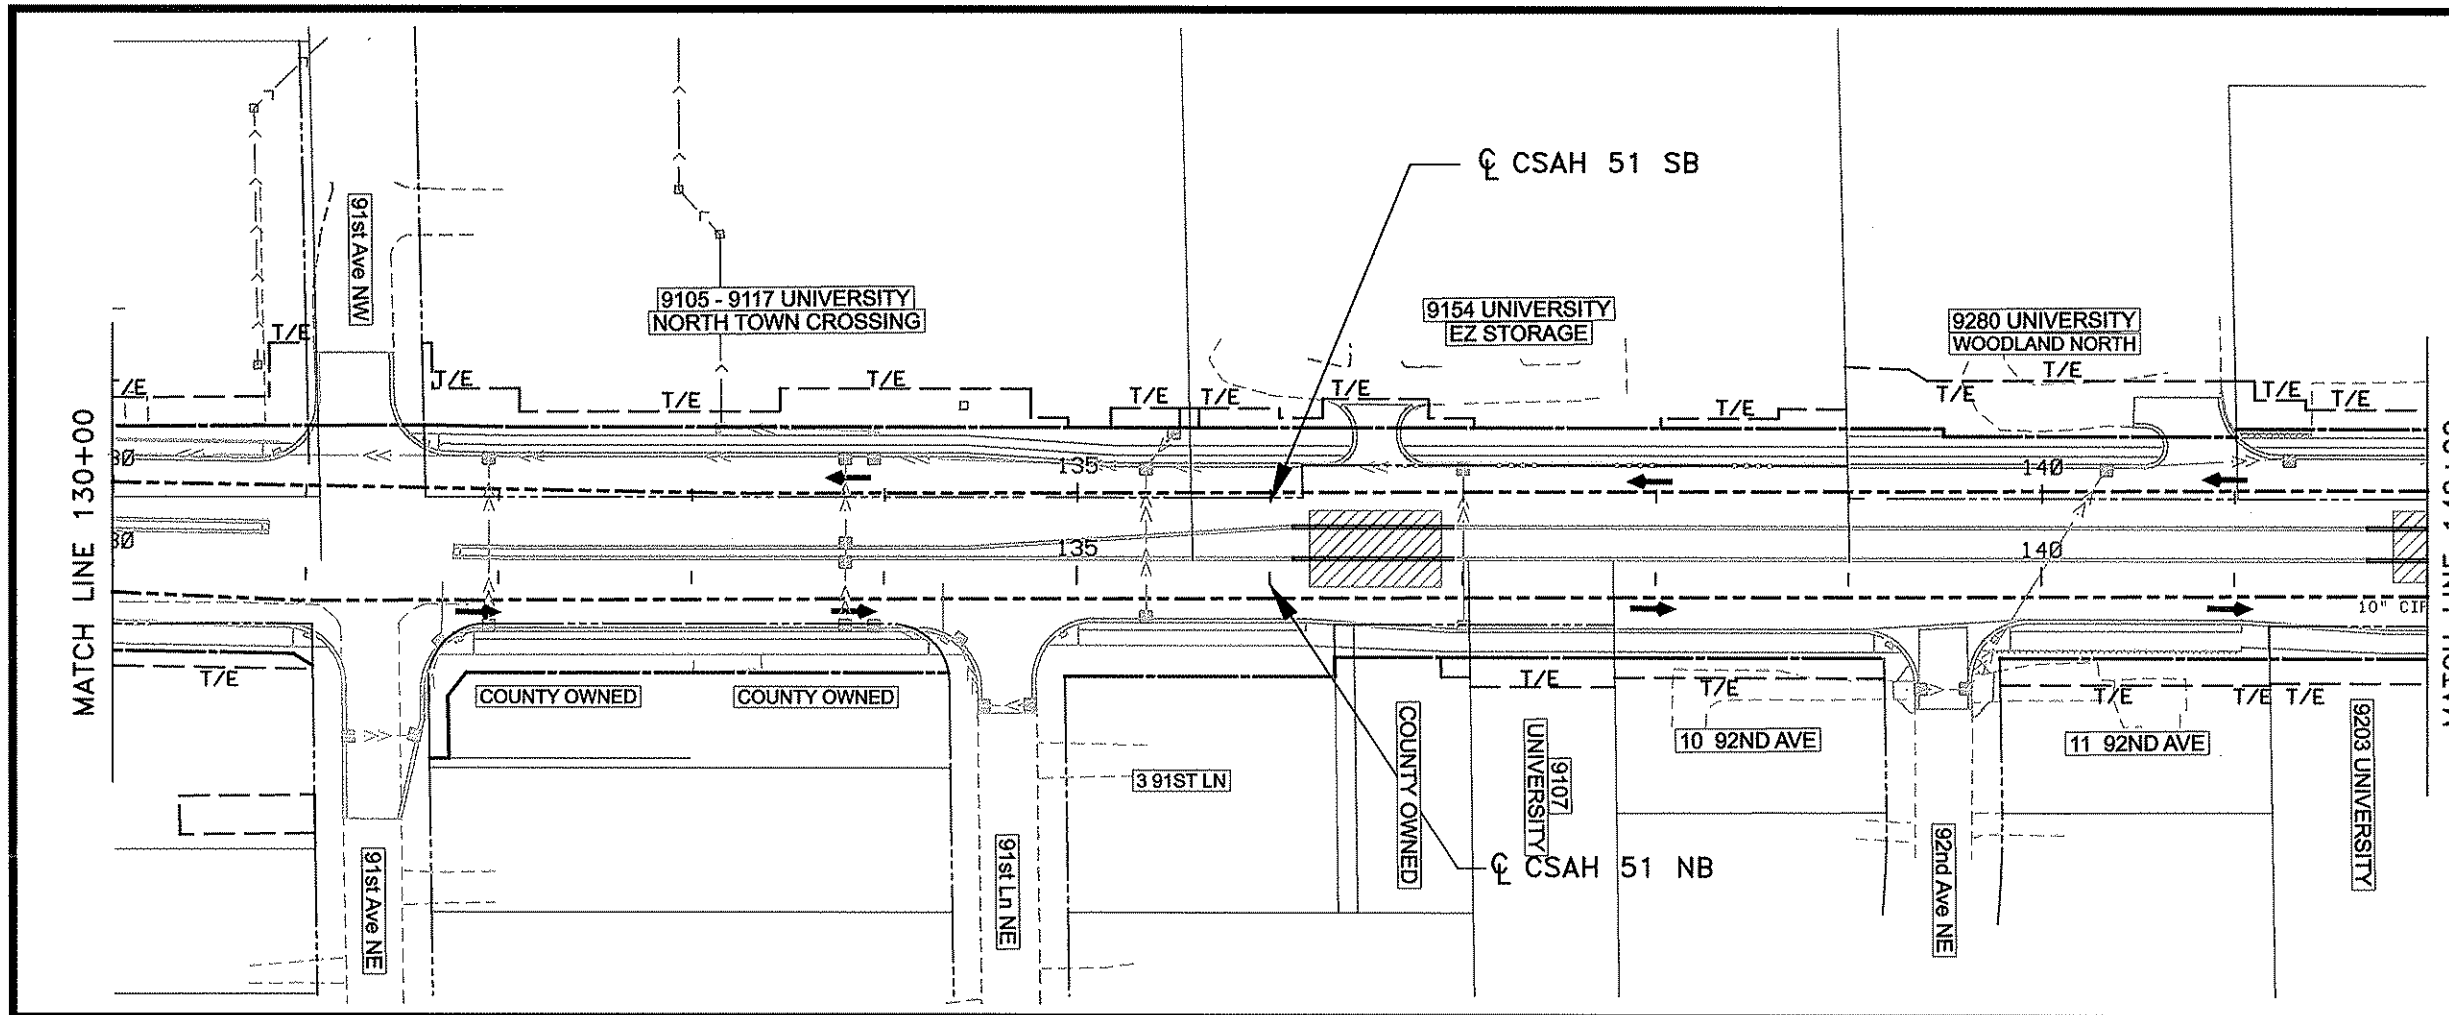 ℄ CSAH 51 SB
91st Ave NW
9105 - 9117 UNIVERSITY
NORTH TOWN CROSSING
9154 UNIVERSITY
EZ STORAGE
9280 UNIVERSITY
WOODLAND NORTH
T/E
T/E
T/E
T/E
T/E
T/E
T/E
T/E
T/E
T/E
T/E
T/E
T/E
MATCH LINE 130+00
135
140
135
140
10" CIP
T/E
COUNTY OWNED
COUNTY OWNED
T/E
T/E
T/E
T/E
T/E
COUNTY OWNED
9107
UNIVERSITY
10 92ND AVE
11 92ND AVE
9203 UNIVERSITY
3 91ST LN
91st Ave NE
91st Ln NE
92nd Ave NE
℄ CSAH 51 NB